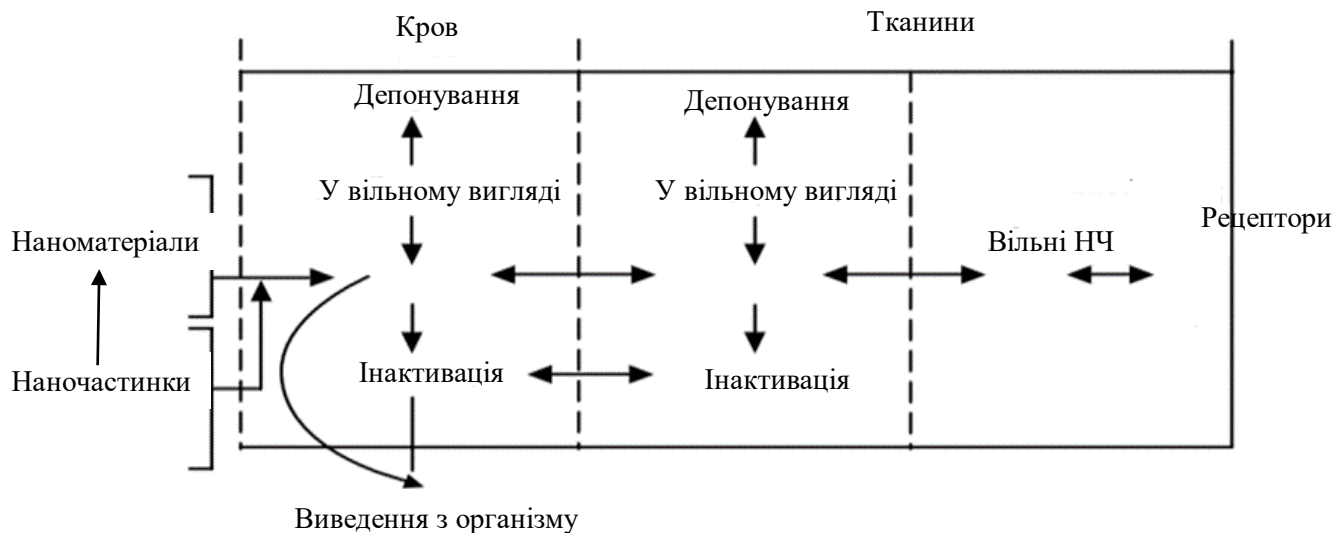 Кров
Тканини
Депонування
Депонування
У вільному вигляді
У вільному вигляді
Наноматеріали
Вільні НЧ
Рецептори
Наночастинки
Інактивація
Інактивація
Виведення з організму